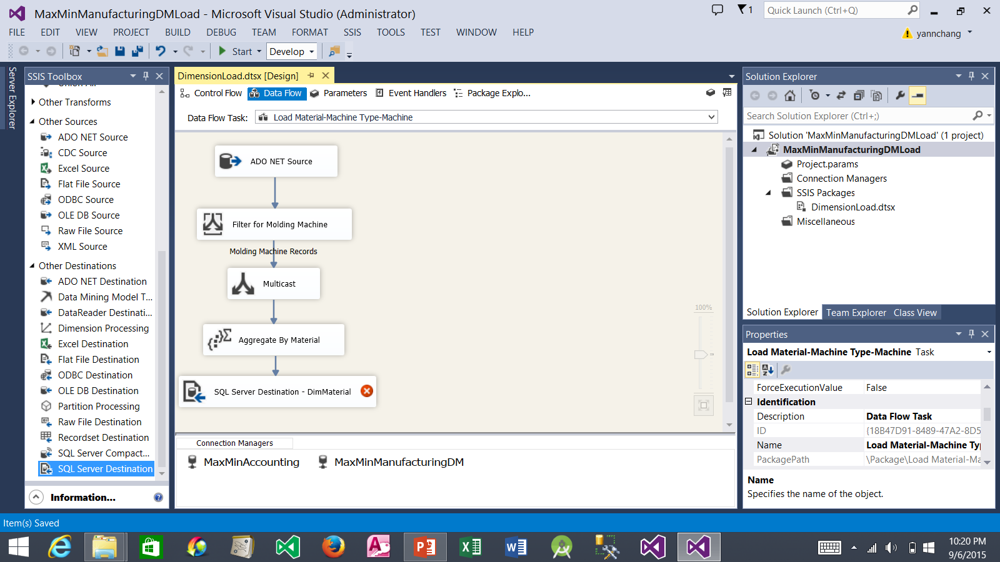 MaxMinManufacturingDMLoad - Microsoft Visual Studio (Administrator)
1
Quick Launch (Ctrl+Q)
FILE EDIT VIEW PROJECT BUILD DEBUG TEAM FORMAT SSIS TOOLS TEST WINDOW HELP
yannchang
Start
Develop
Server Explorer
SSIS Toolbox
Union All
Other Transforms
Other Sources
ADO NET Source
CDC Source
Excel Source
Flat File Source
ODBC Source
OLE DB Source
Raw File Source
XML Source
Other Destinations
ADO NET Destination
Data Mining Model T...
DataReader Destinati...
Dimension Processing
Excel Destination
Flat File Destination
ODBC Destination
OLE DB Destination
Partition Processing
Raw File Destination
Recordset Destination
SQL Server Compact...
SQL Server Destination
Information...
DimensionLoad.dtsx [Design]
Control Flow Data Flow Parameters Event Handlers Package Explo...
Data Flow Task: Load Material-Machine Type-Machine
ADO NET Source
Filter for Molding Machine
Molding Machine Records
Multicast
Aggregate By Material
SQL Server Destination - DimMaterial
100%
Connection Managers
MaxMinAccounting MaxMinManufacturingDM
Solution Explorer
Search Solution Explorer (Ctrl+;)
Solution 'MaxMinManufacturingDMLoad' (1 project)
MaxMinManufacturingDMLoad
Project.params
Connection Managers
SSIS Packages
DimensionLoad.dtsx
Miscellaneous
Solution Explorer Team Explorer Class View
Properties
Load Material-Machine Type-Machine Task
ForceExecutionValue False
Identification
Description Data Flow Task
ID {18B47D91-8489-47A2-8D5
Name Load Material-Machine Ty
PackagePath \Package\Load Material-Ma
Name
Specifies the name of the object.
Item(s) Saved
10:20 PM
9/6/2015